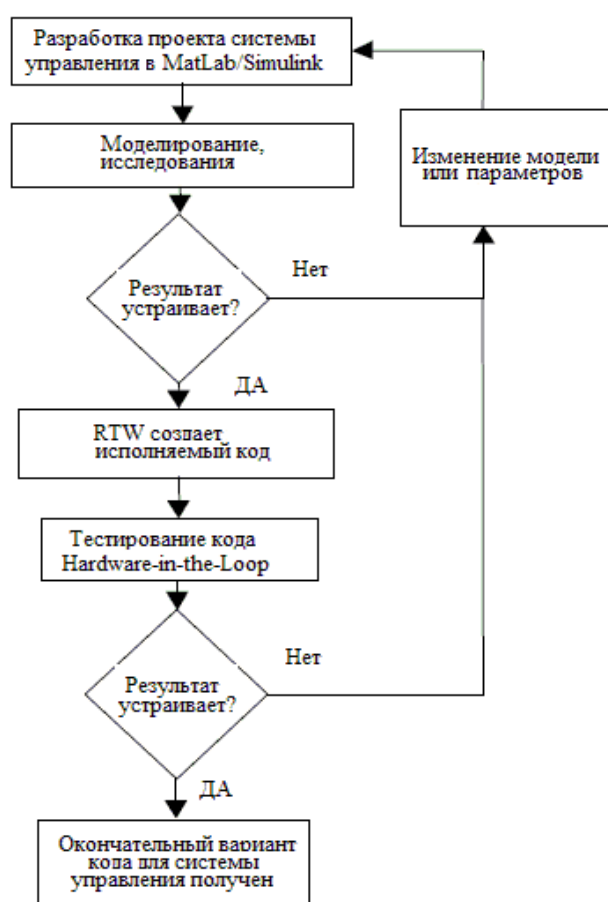 Разработка проекта системы
управления в MatLab/Simulink
Моделирование,
исследования
Изменение модели
или параметров
Результат
устраивает?
Нет
ДА
RTW создает
исполняемый код
Тестирование кода
Hardware-in-the-Loop
Результат
устраивает?
Нет
ДА
Окончательный вариант
кода для системы
управления получен